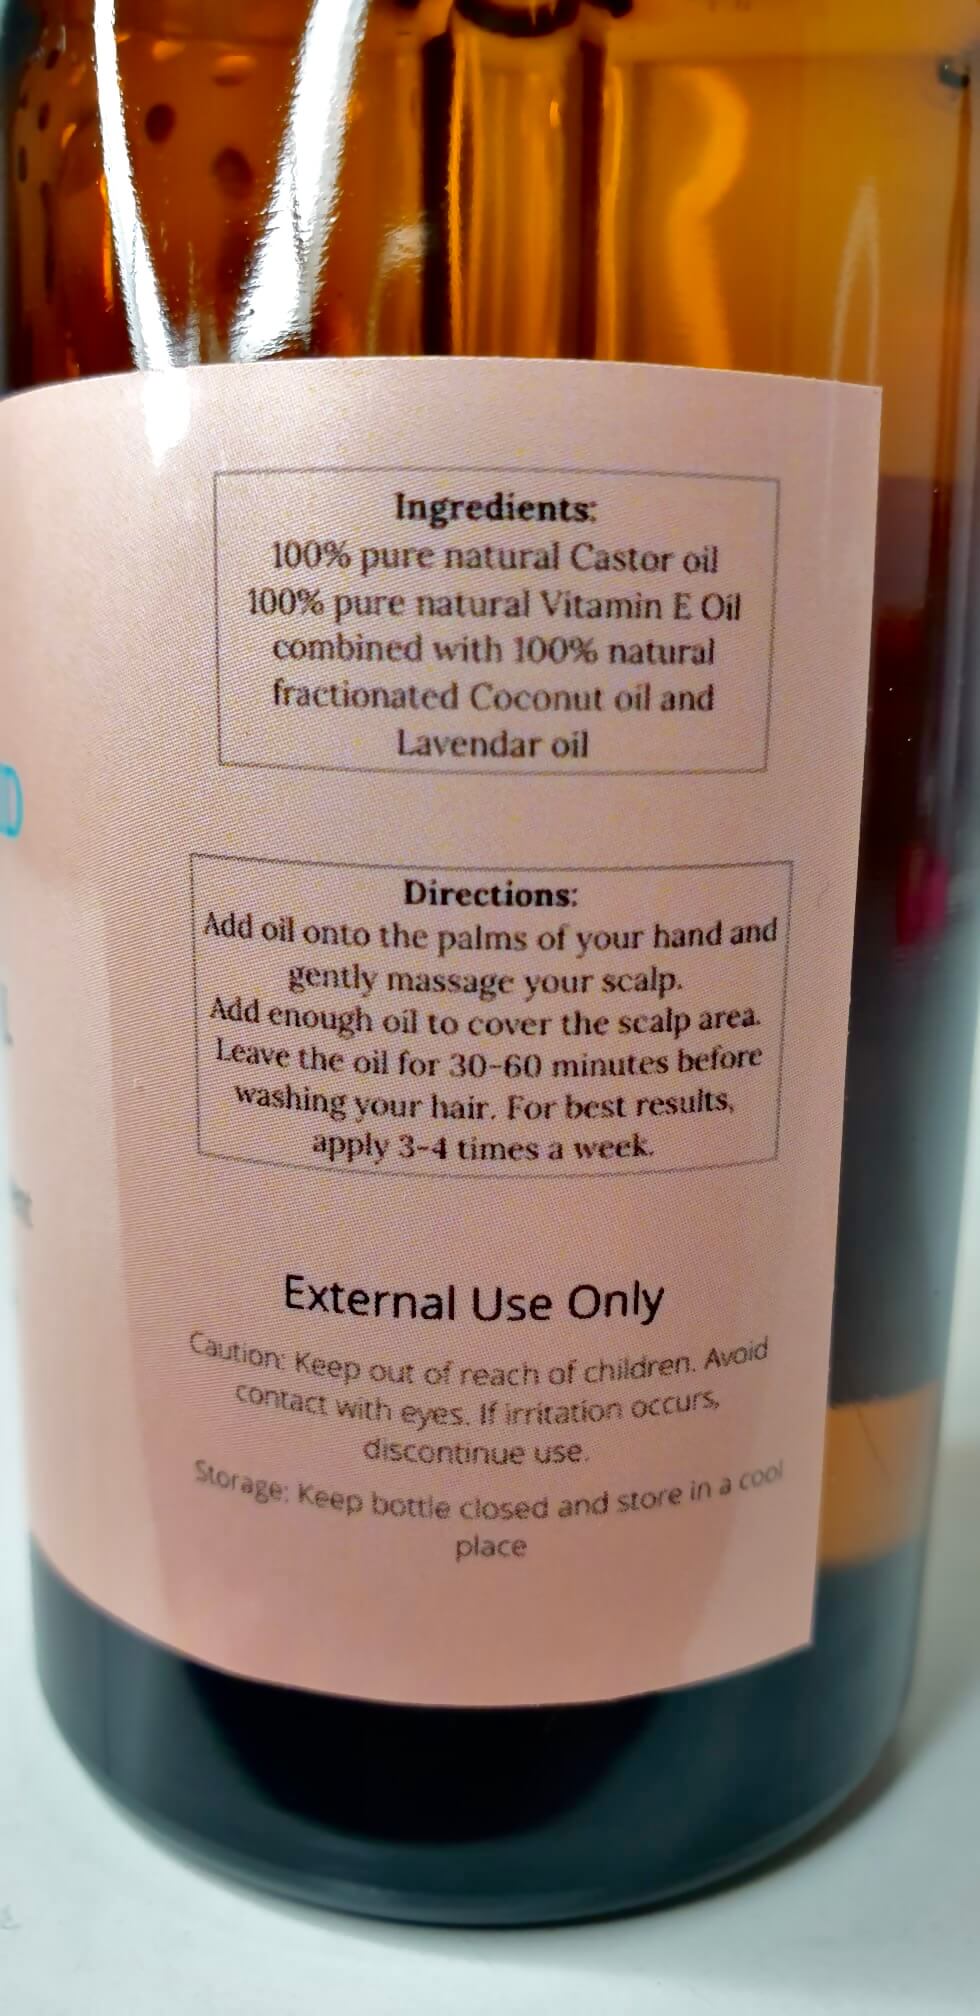 Ingredients:
100% pure natural Castor oil
100% pure natural Vitamin E Oil
combined with 100% natural
fractionated Coconut oil and
Lavendar oil
Directions:
Add oil onto the palms of your hand and
gently massage your scalp.
Add enough oil to cover the scalp area.
Leave the oil for 30-60 minutes before
washing your hair. For best results,
apply 3-4 times a week.
External Use Only
Caution: Keep out of reach of children. Avoid
contact with eyes. If irritation occurs,
discontinue use.
Storage: Keep bottle closed and store in a cool
place